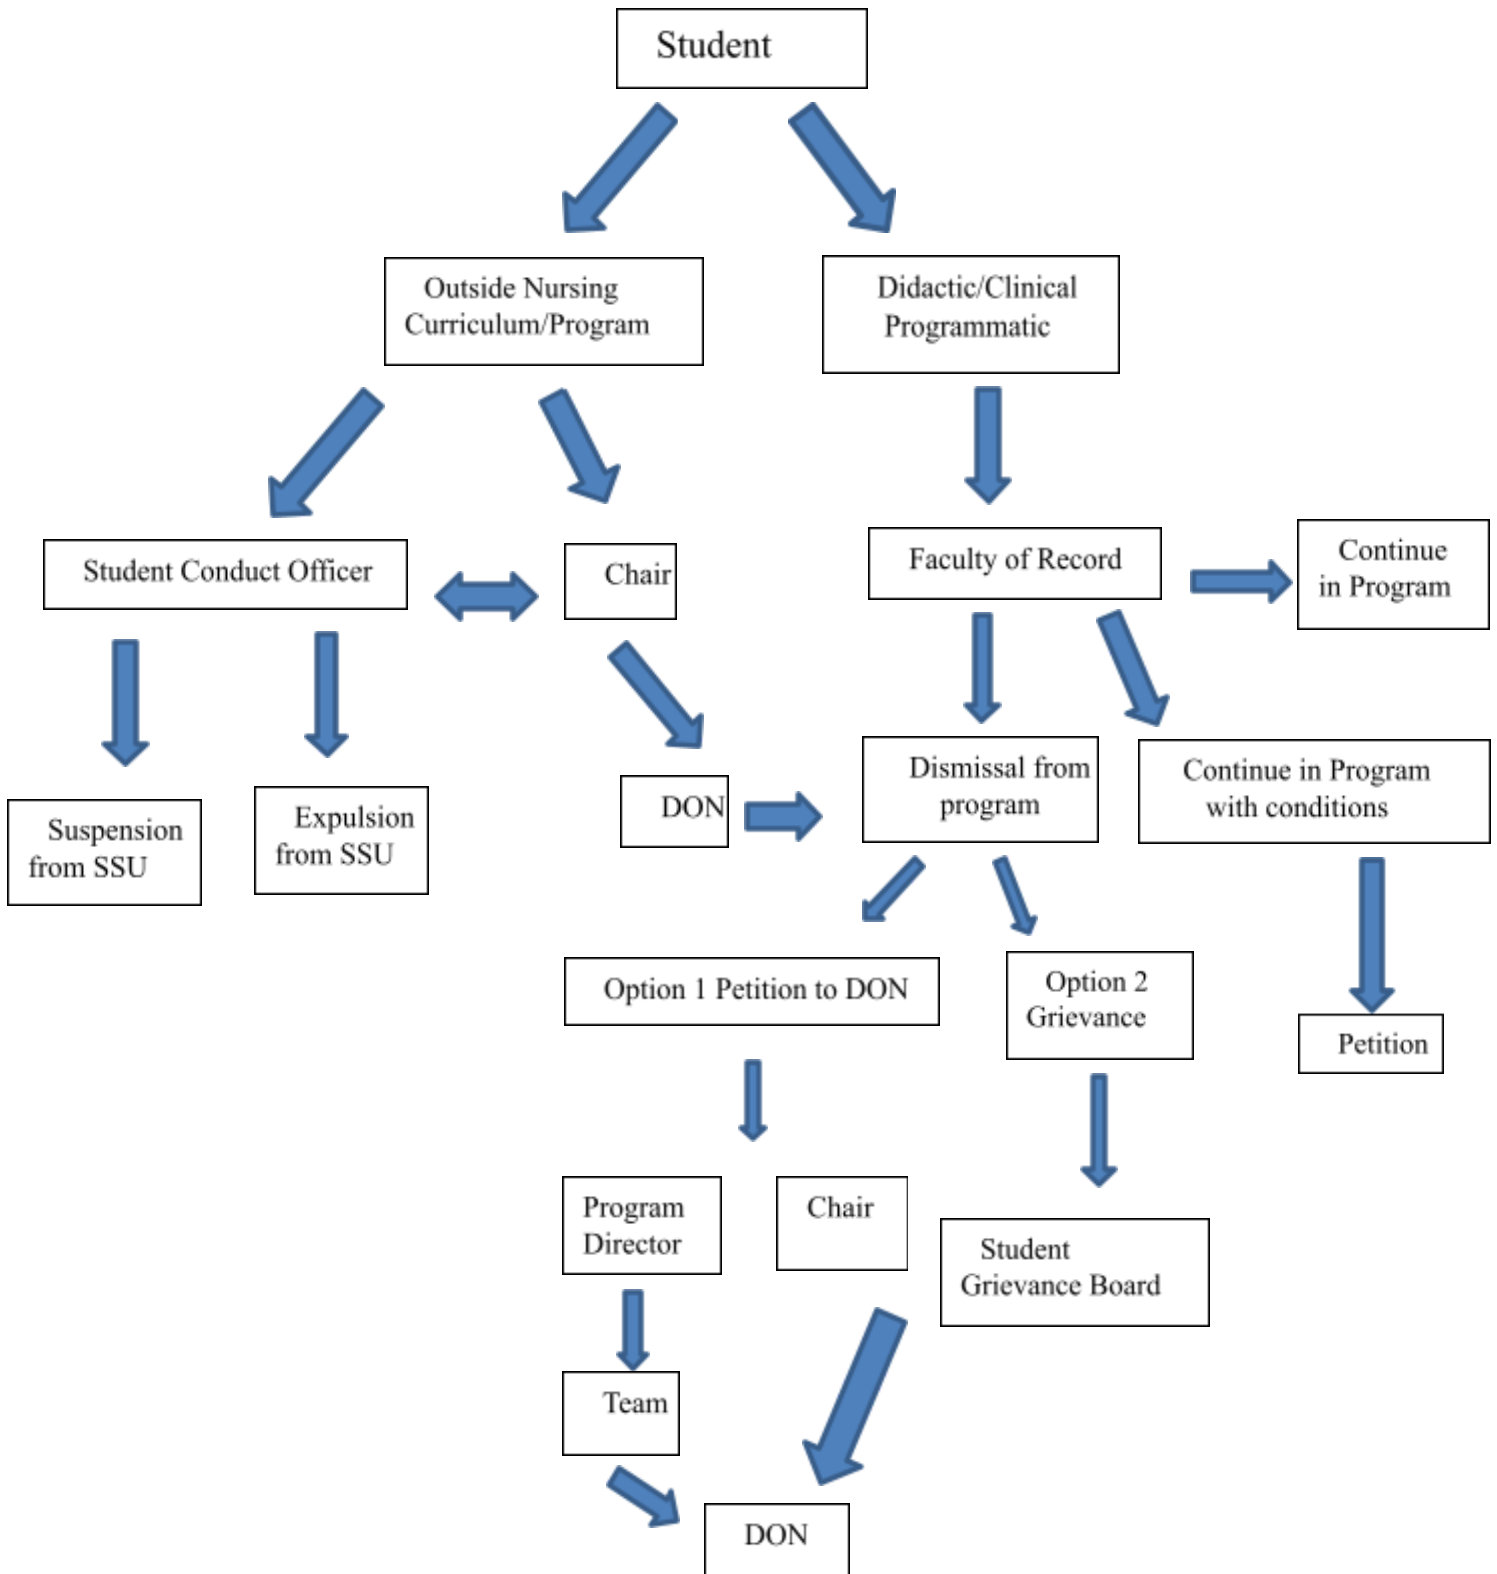 Student
Outside Nursing
Curriculum/Program
Didactic/Clinical
Programmatic
Student Conduct Officer
Chair
Faculty of Record
Continue
in Program
Suspension
from SSU
Expulsion
from SSU
DON
Dismissal from
program
Continue in Program
with conditions
Option 1 Petition to DON
Option 2
Grievance
Petition
Program
Director
Chair
Student
Grievance Board
Team
DON